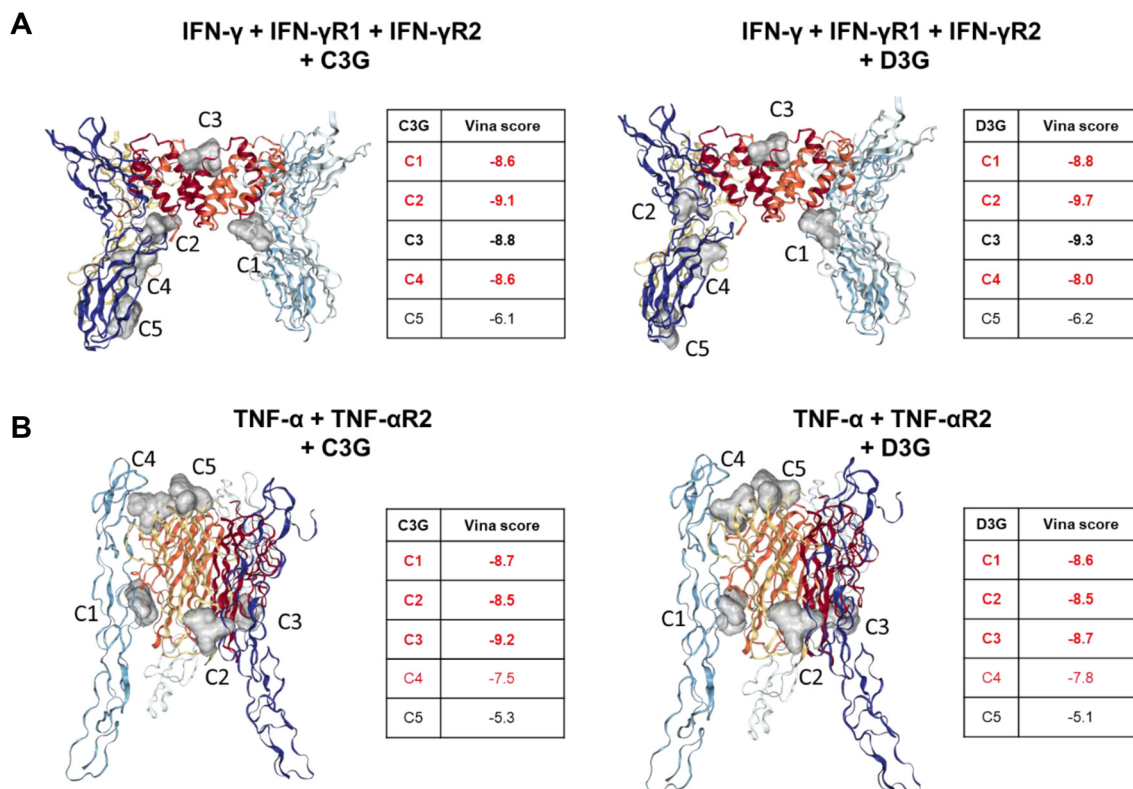 A
IFN-γ + IFN-γR1 + IFN-γR2
+ C3G
C3
C2
C1
C4
C5
C3G Vina score
C1 -8.6
C2 -9.1
C3 -8.8
C4 -8.6
C5 -6.1
IFN-γ + IFN-γR1 + IFN-γR2
+ D3G
C3
C2
C1
C4
C5
D3G Vina score
C1 -8.8
C2 -9.7
C3 -9.3
C4 -8.0
C5 -6.2
B
TNF-α + TNF-αR2
+ C3G
C4
C5
C1
C3
C2
C3G Vina score
C1 -8.7
C2 -8.5
C3 -9.2
C4 -7.5
C5 -5.3
TNF-α + TNF-αR2
+ D3G
C4
C5
C1
C3
C2
D3G Vina score
C1 -8.6
C2 -8.5
C3 -8.7
C4 -7.8
C5 -5.1